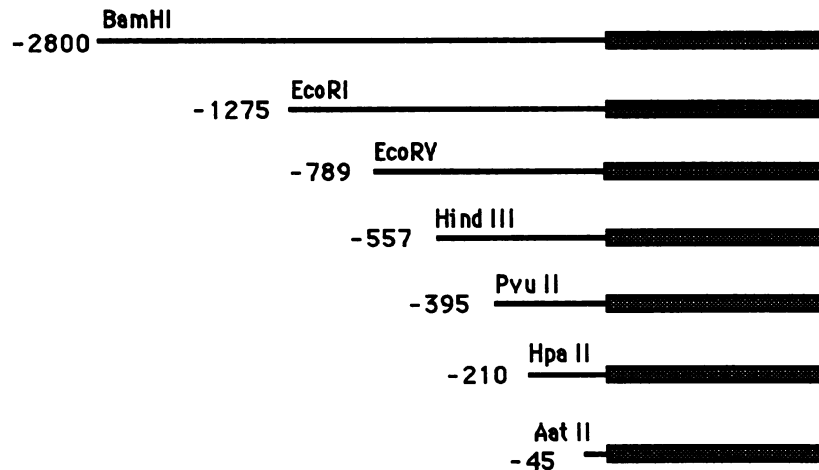 BamHI
-2800
EcoRI
-1275
EcoRV
-789
Hind III
-557
Pvu II
-395
Hpa II
-210
Aat II
-45